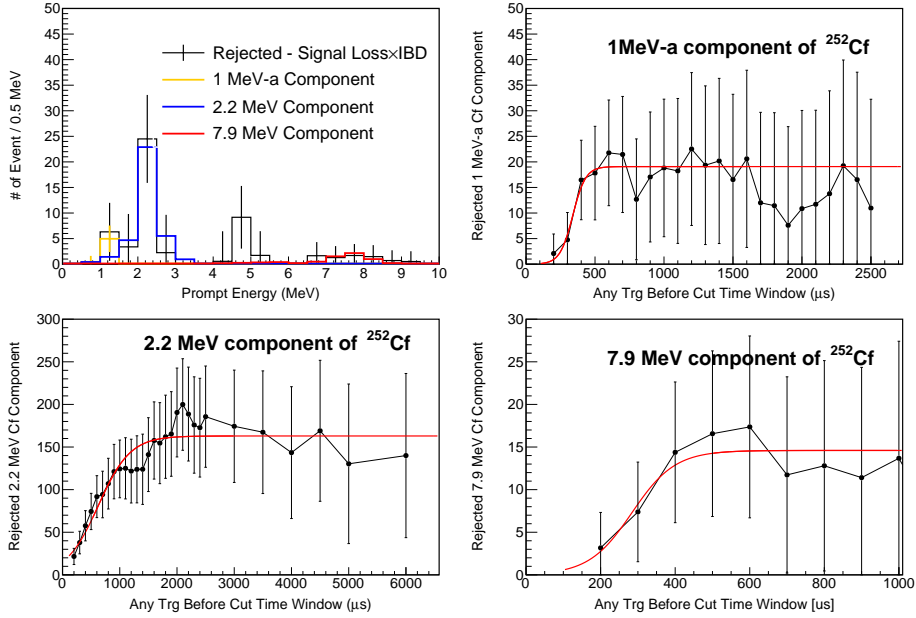 50
45
40
35
30
25
20
15
10
5
0
# of Event / 0.5 MeV
Rejected - Signal Loss×IBD
1 MeV-a Component
2.2 MeV Component
7.9 MeV Component
0 1 2 3 4 5 6 7 8 9 10
Prompt Energy (MeV)
50
45
40
35
30
25
20
15
10
5
0
Rejected 1 MeV-a Cf Component
1MeV-a component of ²⁵²Cf
500 1000 1500 2000 2500
Any Trg Before Cut Time Window (μs)
300
250
200
150
100
50
0
Rejected 2.2 MeV Cf Component
2.2 MeV component of ²⁵²Cf
0 1000 2000 3000 4000 5000 6000
Any Trg Before Cut Time Window (μs)
30
25
20
15
10
5
0
Rejected 7.9 MeV Cf Component
7.9 MeV component of ²⁵²Cf
200 400 600 800 1000
Any Trg Before Cut Time Window [us]